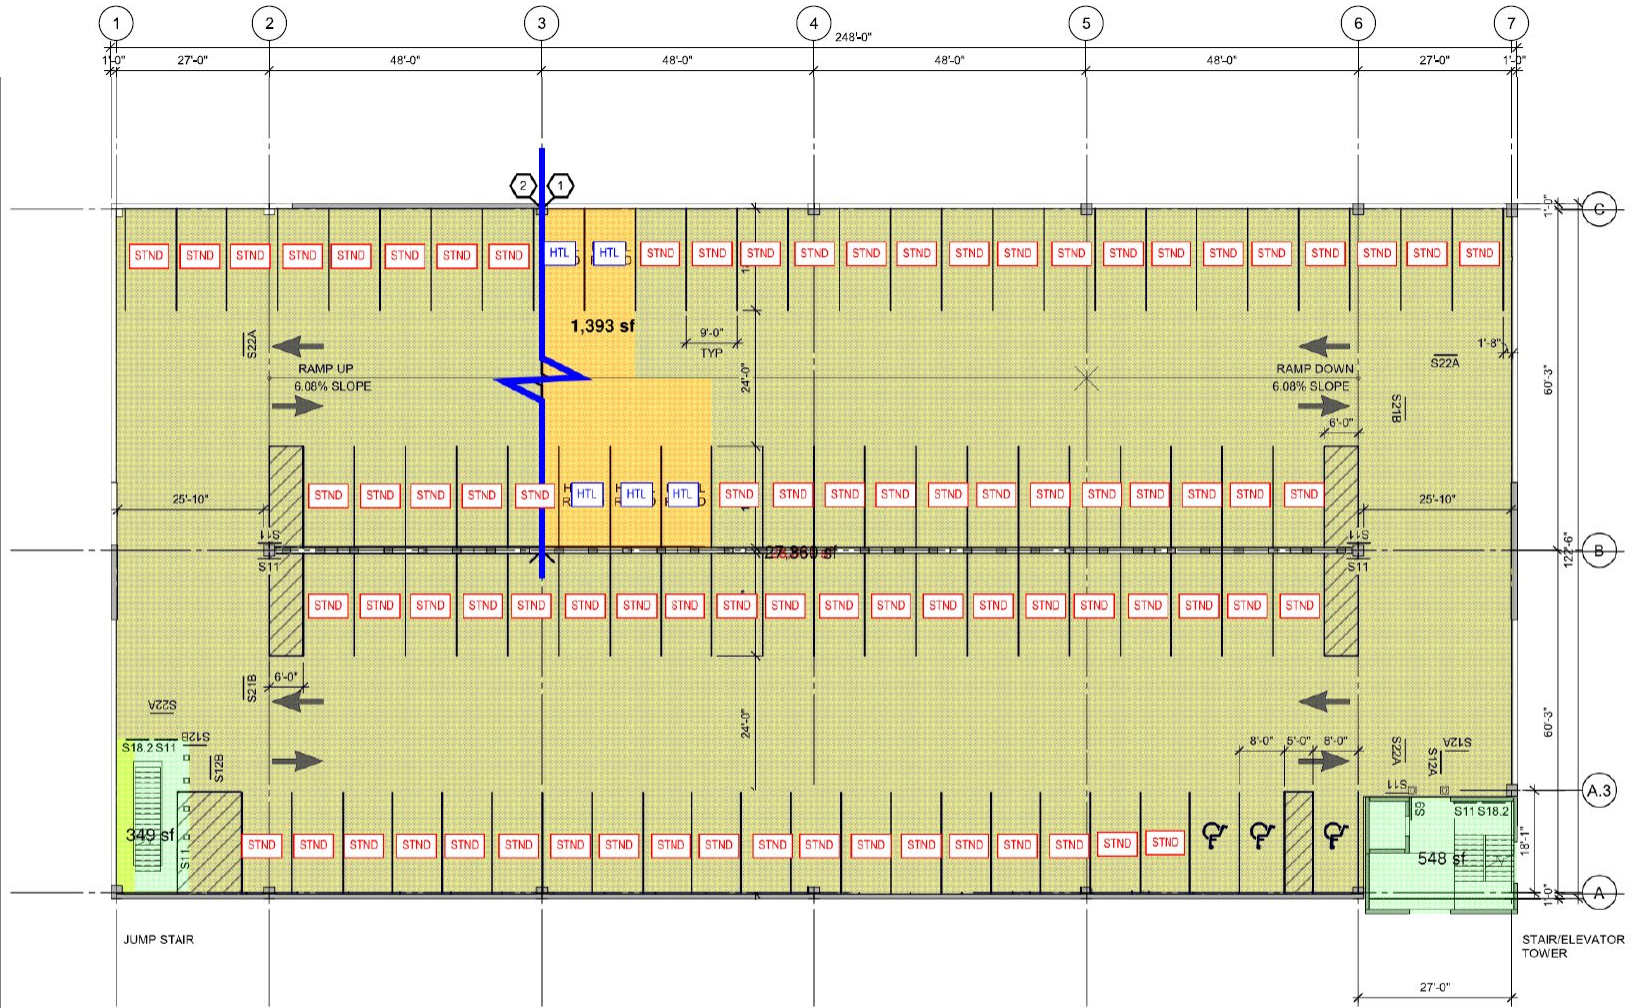 1 2 3 4 5 6 7
248'-0"
1'-0" 27'-0" 48'-0" 48'-0" 48'-0" 48'-0" 27'-0" 1'-0"
2 1
C
1'-0"
STND STND STND STND STND STND STND STND HTL HTL STND STND STND STND STND STND STND STND STND STND STND STND STND STND STND STND STND
1,393 sf
9'-0"
TYP
1'-8"
S22A
S22A
RAMP UP
6.08% SLOPE
RAMP DOWN
6.08% SLOPE
24'-0"
60'-3"
S21B
6'-0"
25'-10"
STND STND STND STND STND HTL HTL HTL STND STND STND STND STND STND STND STND STND STND STND STND
25'-10"
S11
S11
27,360 sf
B
122'-6"
S11
S11
STND STND STND STND STND STND STND STND STND STND STND STND STND STND STND STND STND STND STND STND
S21B
6'-0"
S22A
24'-0"
60'-3"
S12B
S18.2 S11
S12B
8'-0" 5'-0" 8'-0"
S22A
S12A
S12A
S11
A.3
S9
S11 S18.2
349 sf
S11
STND STND STND STND STND STND STND STND STND STND STND STND STND STND STND STND STND STND STND
548 sf
18'1"
1'-0"
A
JUMP STAIR
STAIR/ELEVATOR
TOWER
27'-0"